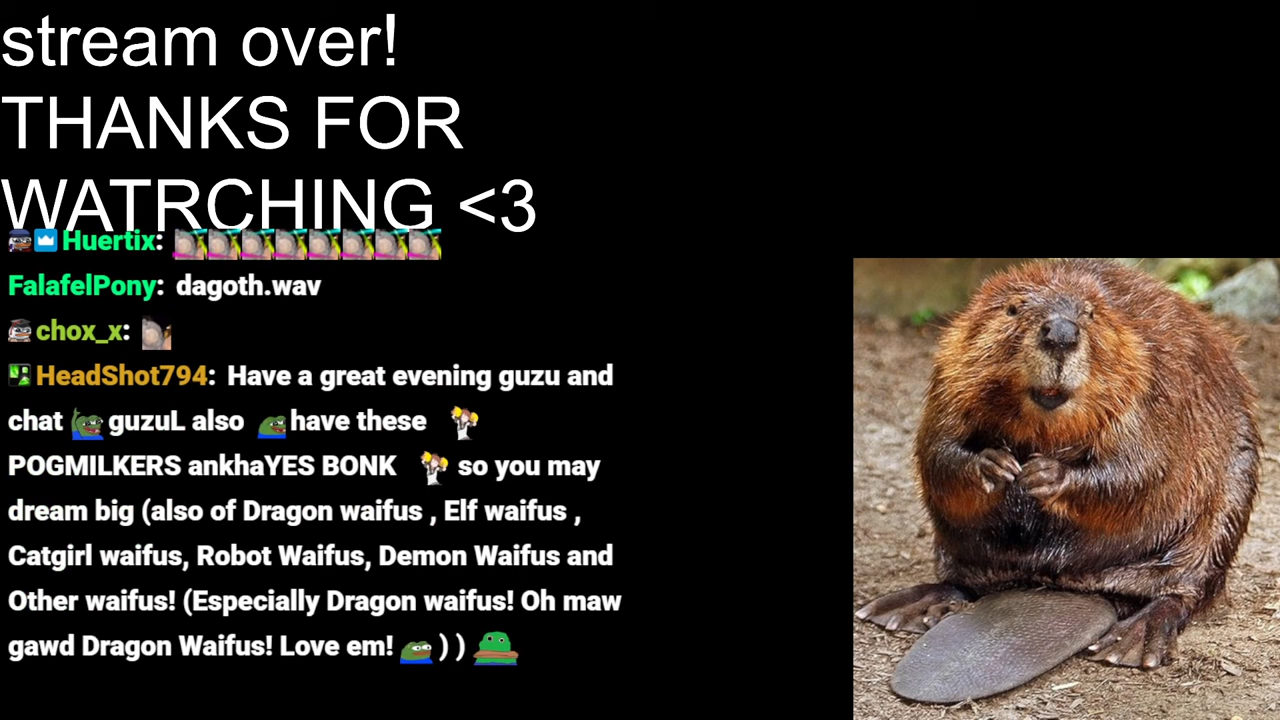 stream over!
THANKS FOR
WATRCHING <3
Huertix:
FalafelPony: dagoth.wav
chox_x:
HeadShot794: Have a great evening guzu and
chat guzuL also have these
POGMILKERS ankhaYES BONK so you may
dream big (also of Dragon waifus , Elf waifus ,
Catgirl waifus, Robot Waifus, Demon Waifus and
Other waifus! (Especially Dragon waifus! Oh maw
gawd Dragon Waifus! Love em! ) )